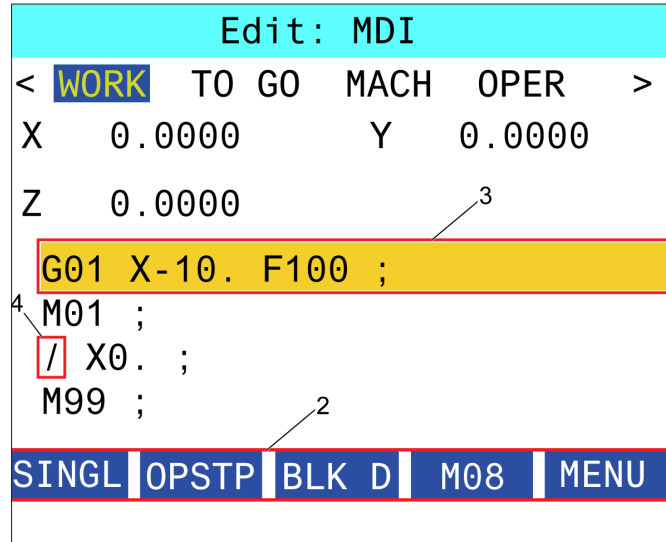 Edit: MDI
< WORK TO GO MACH OPER >
X 0.0000 Y 0.0000
Z 0.0000
3
G01 X-10. F100 ;
4
M01 ;
/ X0. ;
M99 ;
2
SINGL OPSTP BLK D M08 MENU